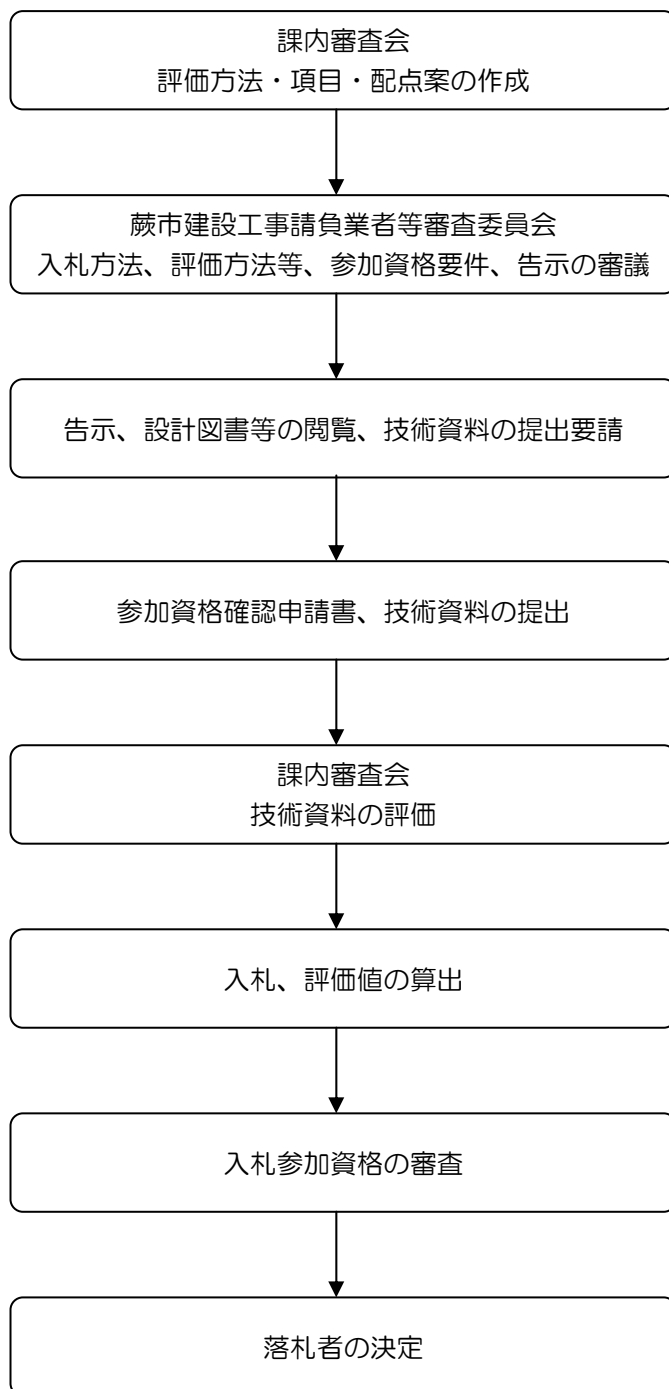 課内審査会
評価方法・項目・配点案の作成
蕨市建設工事請負業者等審査委員会
入札方法、評価方法等、参加資格要件、告示の審議
告示、設計図書等の閲覧、技術資料の提出要請
参加資格確認申請書、技術資料の提出
課内審査会
技術資料の評価
入札、評価値の算出
入札参加資格の審査
落札者の決定